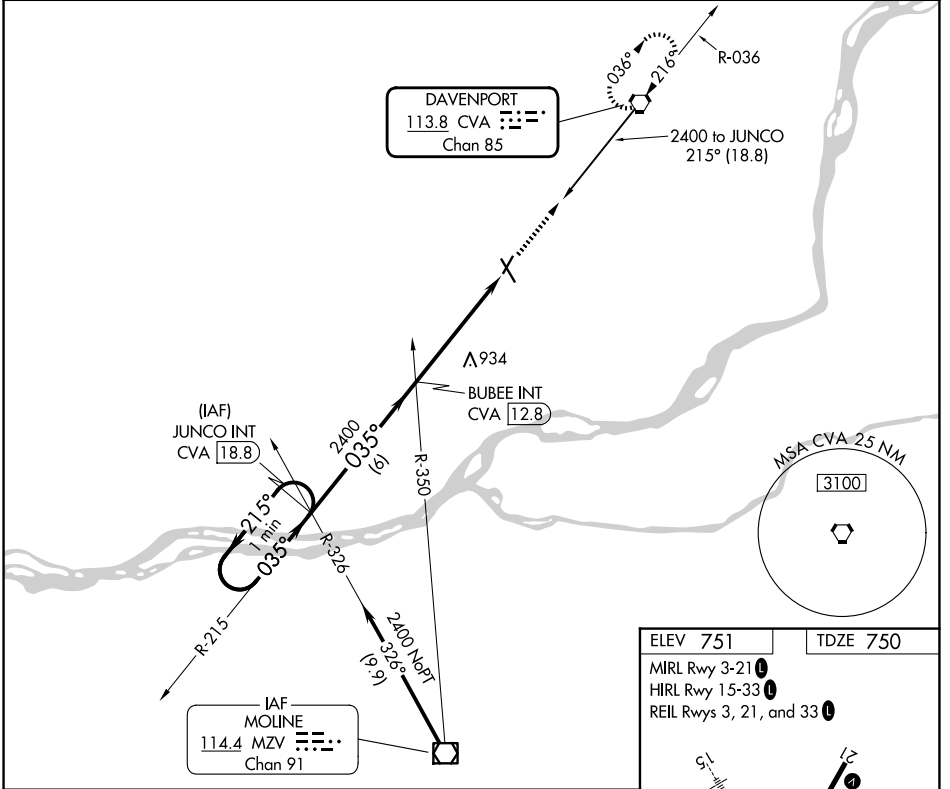 036°
216°
R-036
DAVENPORT
113.8 CVA
Chan 85
2400 to JUNCO
215° (18.8)
934
BUBEE INT
CVA 12.8
(IAF)
JUNCO INT
CVA 18.8
2400
035°
(6)
R-350
MSA CVA 25 NM
3100
215°
1 min
035°
R-326
R-215
2400 NoPT
326°
(9.9)
IAF
MOLINE
114.4 MZV
Chan 91
ELEV 751
TDZE 750
MIRL Rwy 3-21 L
HIRL Rwy 15-33 L
REIL Rwys 3, 21, and 33 L
15
21